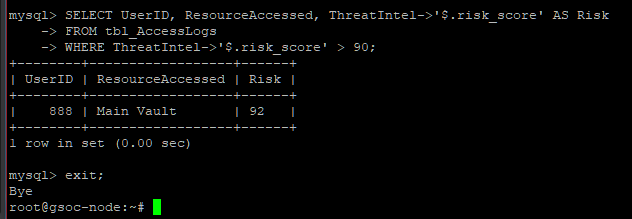 mysql> SELECT UserID, ResourceAccessed, ThreatIntel->'$.risk_score' AS Risk
    -> FROM tbl_AccessLogs
    -> WHERE ThreatIntel->'$.risk_score' > 90;
+--------+------------------+------+
| UserID | ResourceAccessed | Risk |
+--------+------------------+------+
|    888 | Main Vault       | 92   |
+--------+------------------+------+
1 row in set (0.00 sec)

mysql> exit;
Bye
root@gsoc-node:~#